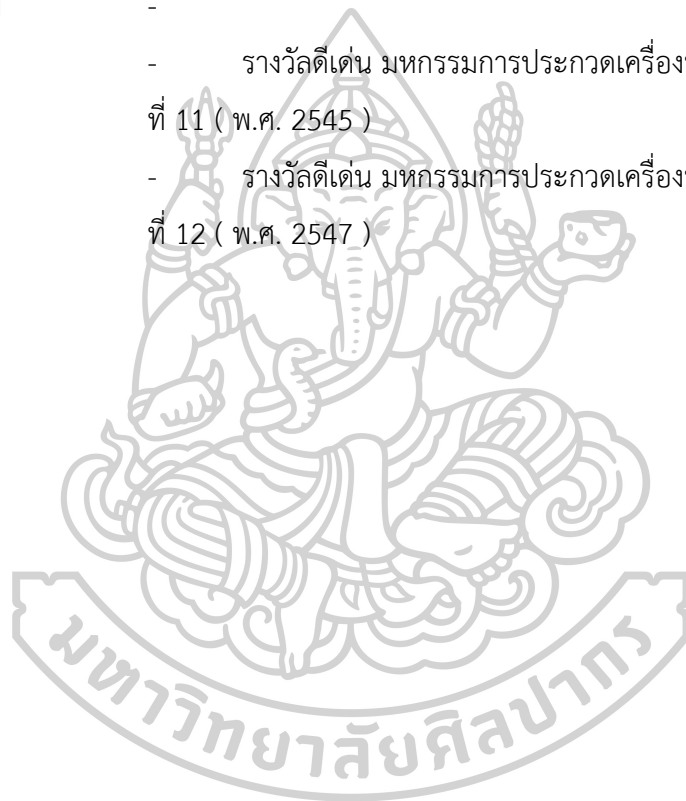 -
- รางวัลดีเด่น มหกรรมการประกวดเครื่อง
ที่ 11 ( พ.ศ. 2545 )
- รางวัลดีเด่น มหกรรมการประกวดเครื่อง
ที่ 12 ( พ.ศ. 2547 )
มหาวิทยาลัยศิลปากร